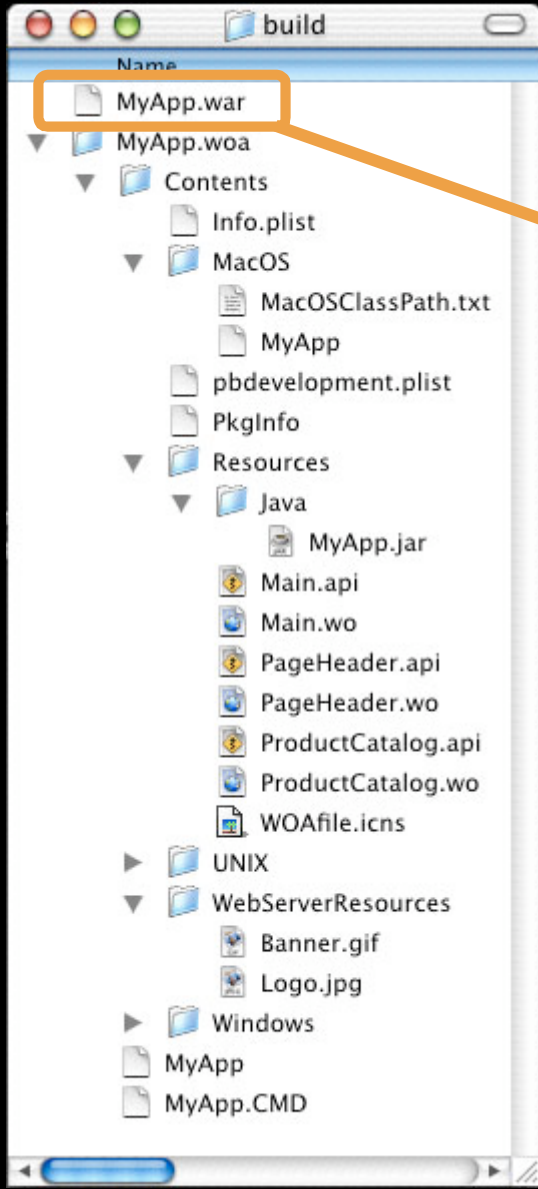 build
Name
MyApp.war
MyApp.woa
Contents
Info.plist
MacOS
MacOSClassPath.txt
MyApp
pbdevelopment.plist
PkgInfo
Resources
Java
MyApp.jar
Main.api
Main.wo
PageHeader.api
PageHeader.wo
ProductCatalog.api
ProductCatalog.wo
WOAfile.icns
UNIX
WebServerResources
Banner.gif
Logo.jpg
Windows
MyApp
MyApp.CMD